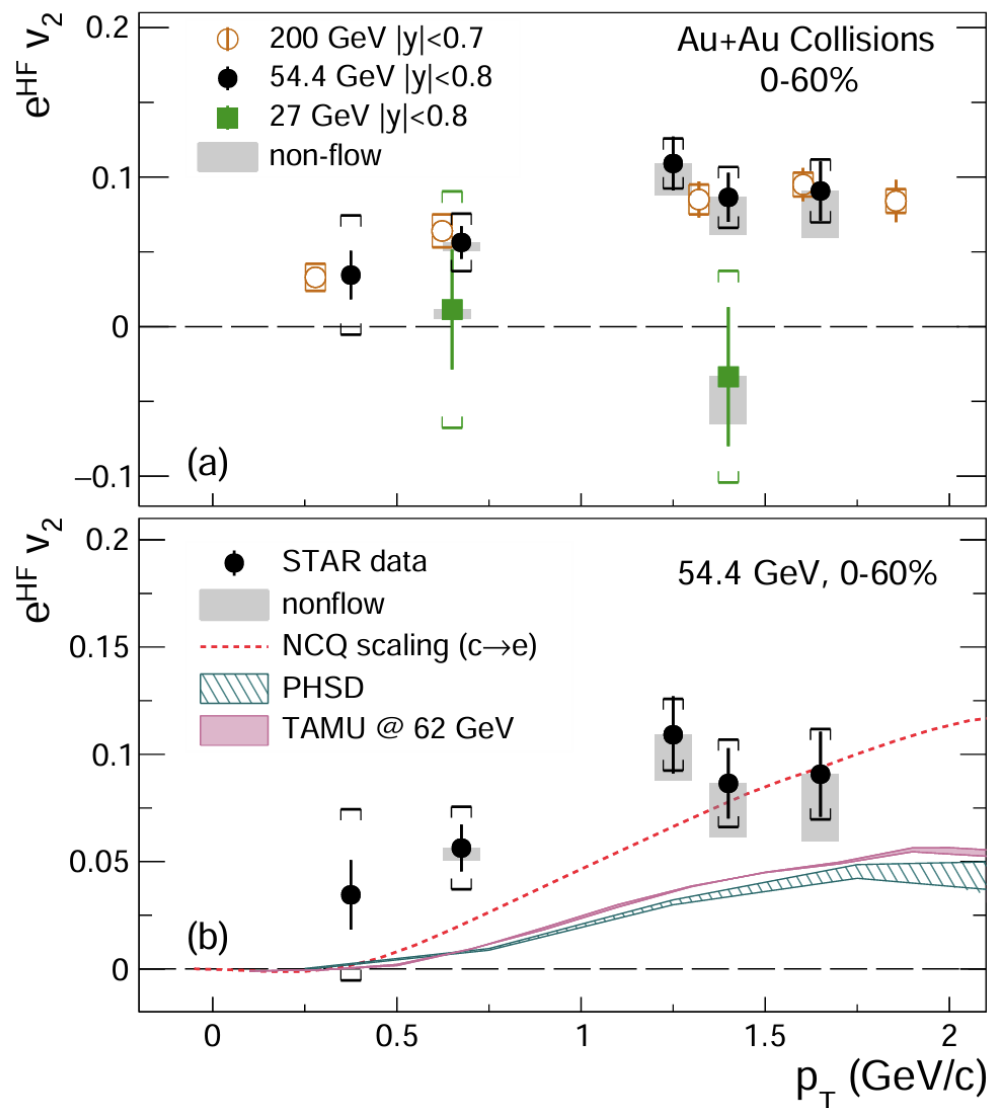 0.2
0.1
0
−0.1
e^HF v_2
200 GeV |y|<0.7
54.4 GeV |y|<0.8
27 GeV |y|<0.8
non-flow
Au+Au Collisions
0-60%
(a)
0.2
0.15
0.1
0.05
0
e^HF v_2
STAR data
nonflow
NCQ scaling (c→e)
PHSD
TAMU @ 62 GeV
54.4 GeV, 0-60%
(b)
0 0.5 1 1.5 2
p_T (GeV/c)